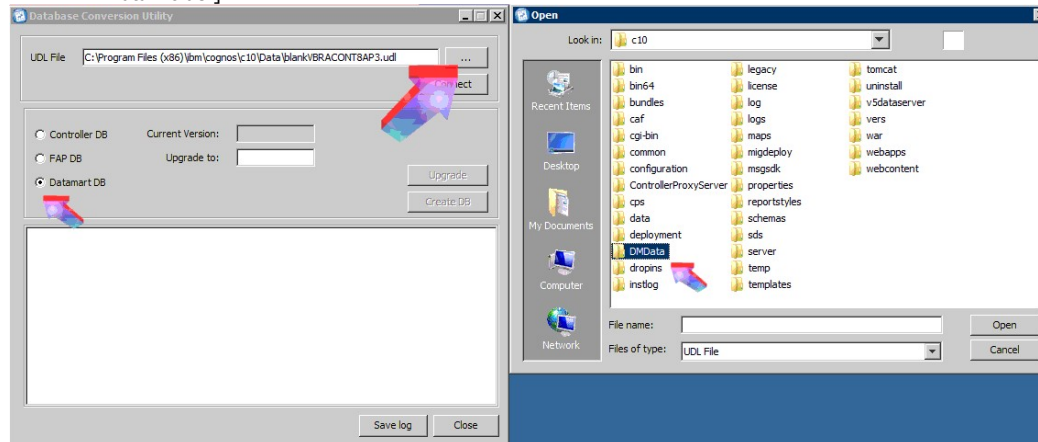 Database Conversion Utility
UDL File C:\Program Files (x86)\ibm\cognos\c10\Data\blank\BRACONT8AP3.udl ...
Connect
Controller DB Current Version:
FAP DB Upgrade to:
Datamart DB
Upgrade
Create DB
Save log Close
Open
Look in: c10
Recent Items
Desktop
My Documents
Computer
Network
bin legacy tomcat
bin64 license uninstall
bundles log v5dataserver
caf logs vers
cgi-bin maps war
common migdeploy webapps
configuration msgsdk webcontent
ControllerProxyServer properties
cps reportstyles
data schemas
deployment sds
DMData server
dropins temp
instlog templates
File name: Open
Files of type: UDL File Cancel